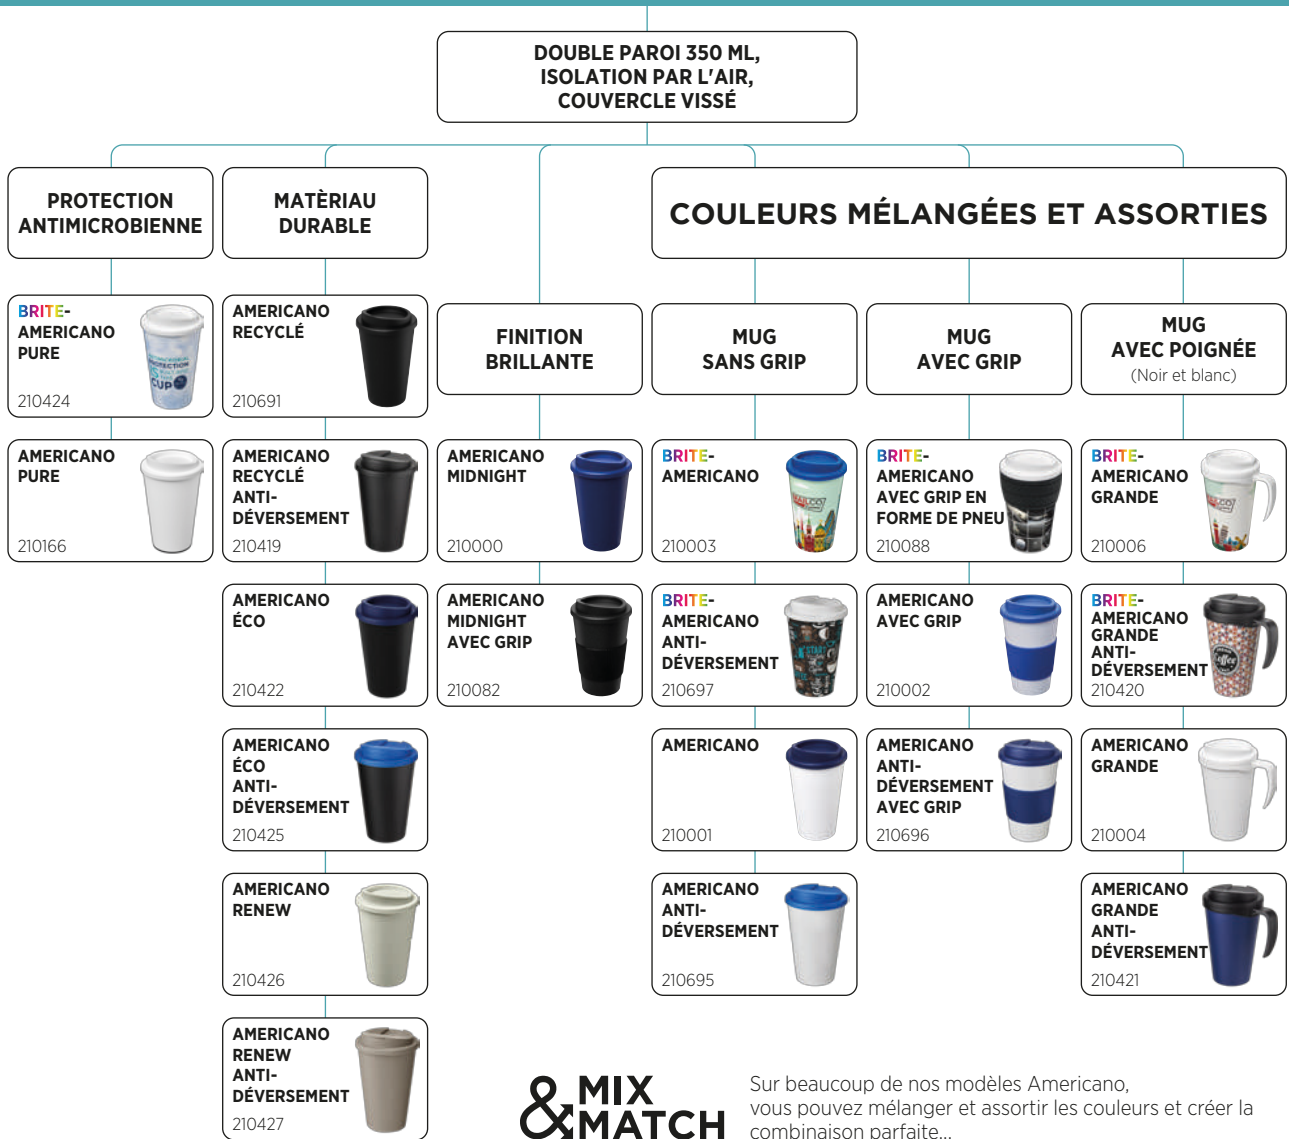 DOUBLE PAROI 350 ML,
ISOLATION PAR L'AIR,
COUVERCLE VISSÉ
PROTECTION
ANTIMICROBIENNE
MATÈRIAU
DURABLE
COULEURS MÉLANGÉES ET ASSORTIES
BRITE-
AMERICANO
PURE
210424
AMERICANO
RECYCLÉ
210691
FINITION
BRILLANTE
MUG
SANS GRIP
MUG
AVEC GRIP
MUG
AVEC POIGNÉE
(Noir et blanc)
AMERICANO
PURE
210166
AMERICANO
RECYCLÉ
ANTI-
DÉVERSEMENT
210419
AMERICANO
MIDNIGHT
210000
BRITE-
AMERICANO
210003
BRITE-
AMERICANO
AVEC GRIP EN
FORME DE PNEU
210088
BRITE-
AMERICANO
GRANDE
210006
AMERICANO
ÉCO
210422
AMERICANO
MIDNIGHT
AVEC GRIP
210082
BRITE-
AMERICANO
ANTI-
DÉVERSEMENT
210697
AMERICANO
AVEC GRIP
210002
BRITE-
AMERICANO
GRANDE
ANTI-
DÉVERSEMENT
210420
AMERICANO
ÉCO
ANTI-
DÉVERSEMENT
210425
AMERICANO
210001
AMERICANO
ANTI-
DÉVERSEMENT
AVEC GRIP
210696
AMERICANO
GRANDE
210004
AMERICANO
RENEW
210426
AMERICANO
ANTI-
DÉVERSEMENT
210695
AMERICANO
GRANDE
ANTI-
DÉVERSEMENT
210421
AMERICANO
RENEW
ANTI-
DÉVERSEMENT
210427
& MIX
MATCH
Sur beaucoup de nos modèles Americano,
vous pouvez mélanger et assortir les couleurs et créer la
combinaison parfaite...